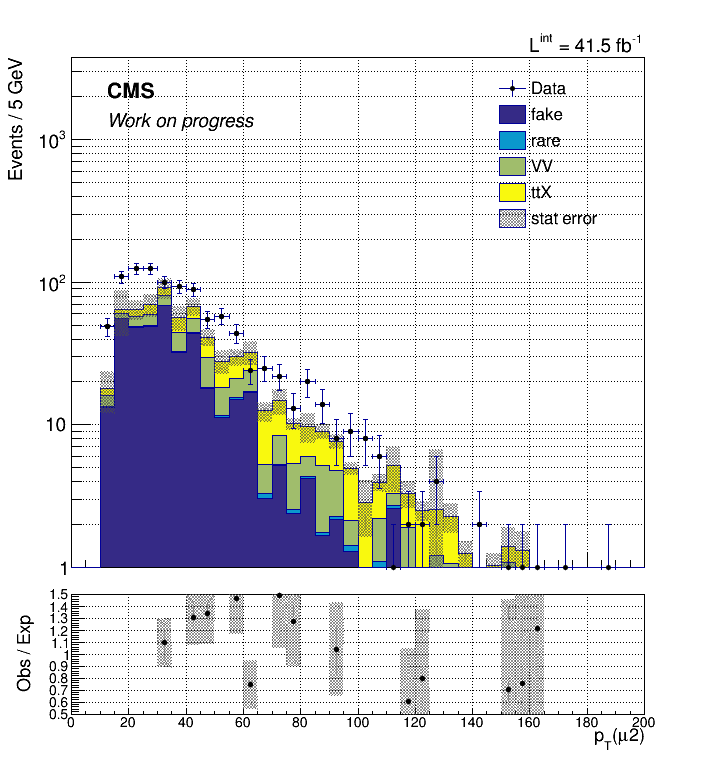 L^int = 41.5 fb^-1
Events / 5 GeV
CMS
Work on progress
Data
fake
rare
VV
ttX
stat error
10^3
10^2
10
1
Obs / Exp
1.5
1.4
1.3
1.2
1.1
1
0.9
0.8
0.7
0.6
0.5
0 20 40 60 80 100 120 140 160 180 200
p_T(μ2)